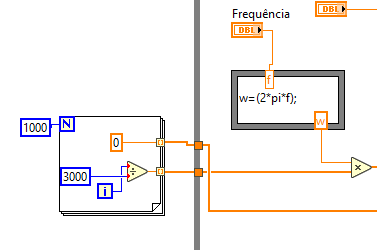 DBL
Frequência
DBL
f
w=(2*pi*f);
w
1000
N
0
3000
i
÷
×